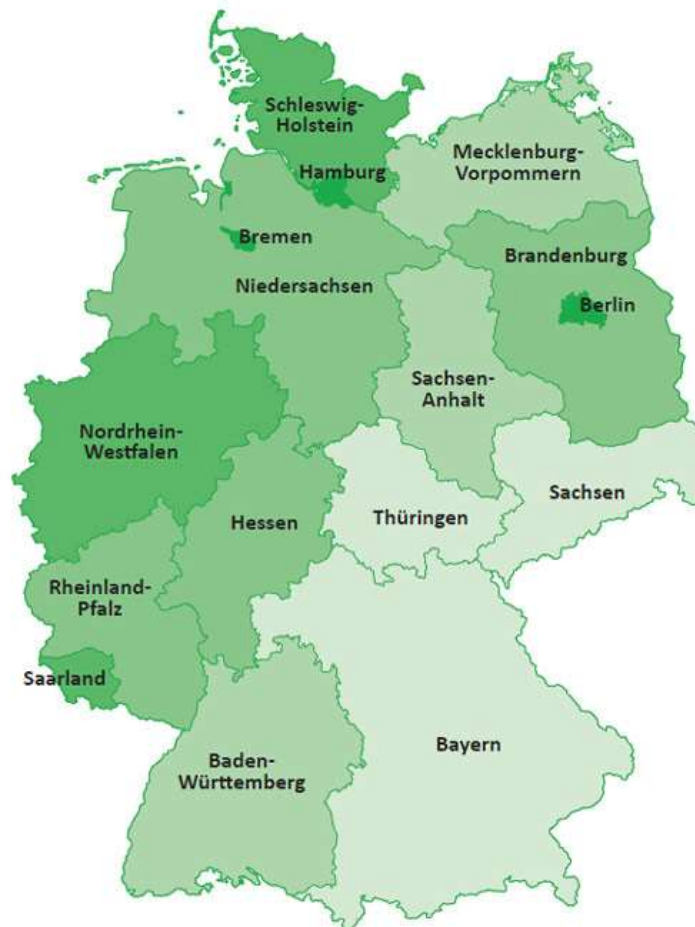 Schleswig-
Holstein
Hamburg
Mecklenburg-
Vorpommern
Bremen
Niedersachsen
Brandenburg
Berlin
Sachsen-
Anhalt
Nordrhein-
Westfalen
Hessen
Thüringen
Sachsen
Rheinland-
Pfalz
Saarland
Baden-
Württemberg
Bayern